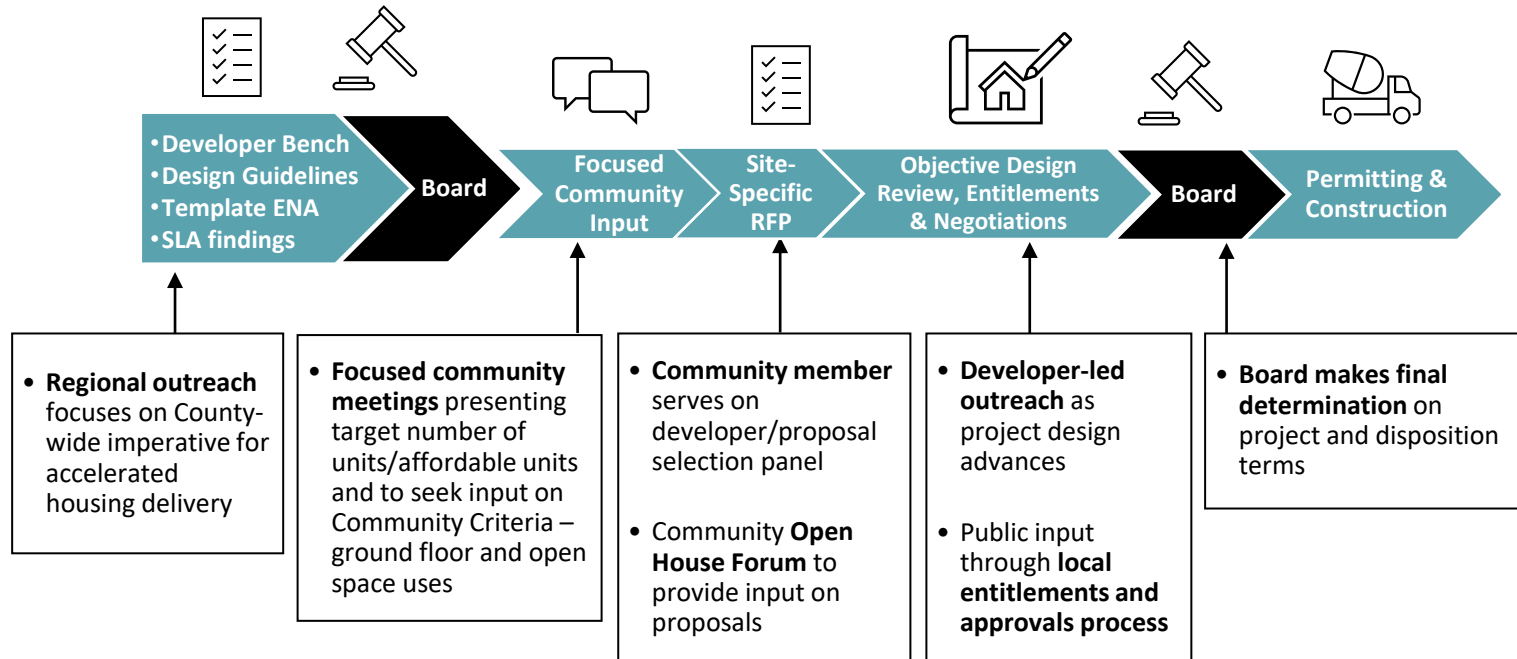 •Developer Bench
•Design Guidelines
•Template ENA
•SLA findings
Board
Focused
Community
Input
Site-
Specific
RFP
Objective Design
Review, Entitlements
& Negotiations
Board
Permitting &
Construction
• Regional outreach
focuses on County-
wide imperative for
accelerated
housing delivery
• Focused community
meetings presenting
target number of
units/affordable units
and to seek input on
Community Criteria –
ground floor and open
space uses
• Community member
serves on
developer/proposal
selection panel
• Community Open
House Forum to
provide input on
proposals
• Developer-led
outreach as
project design
advances
• Public input
through local
entitlements and
approvals process
• Board makes final
determination on
project and disposition
terms